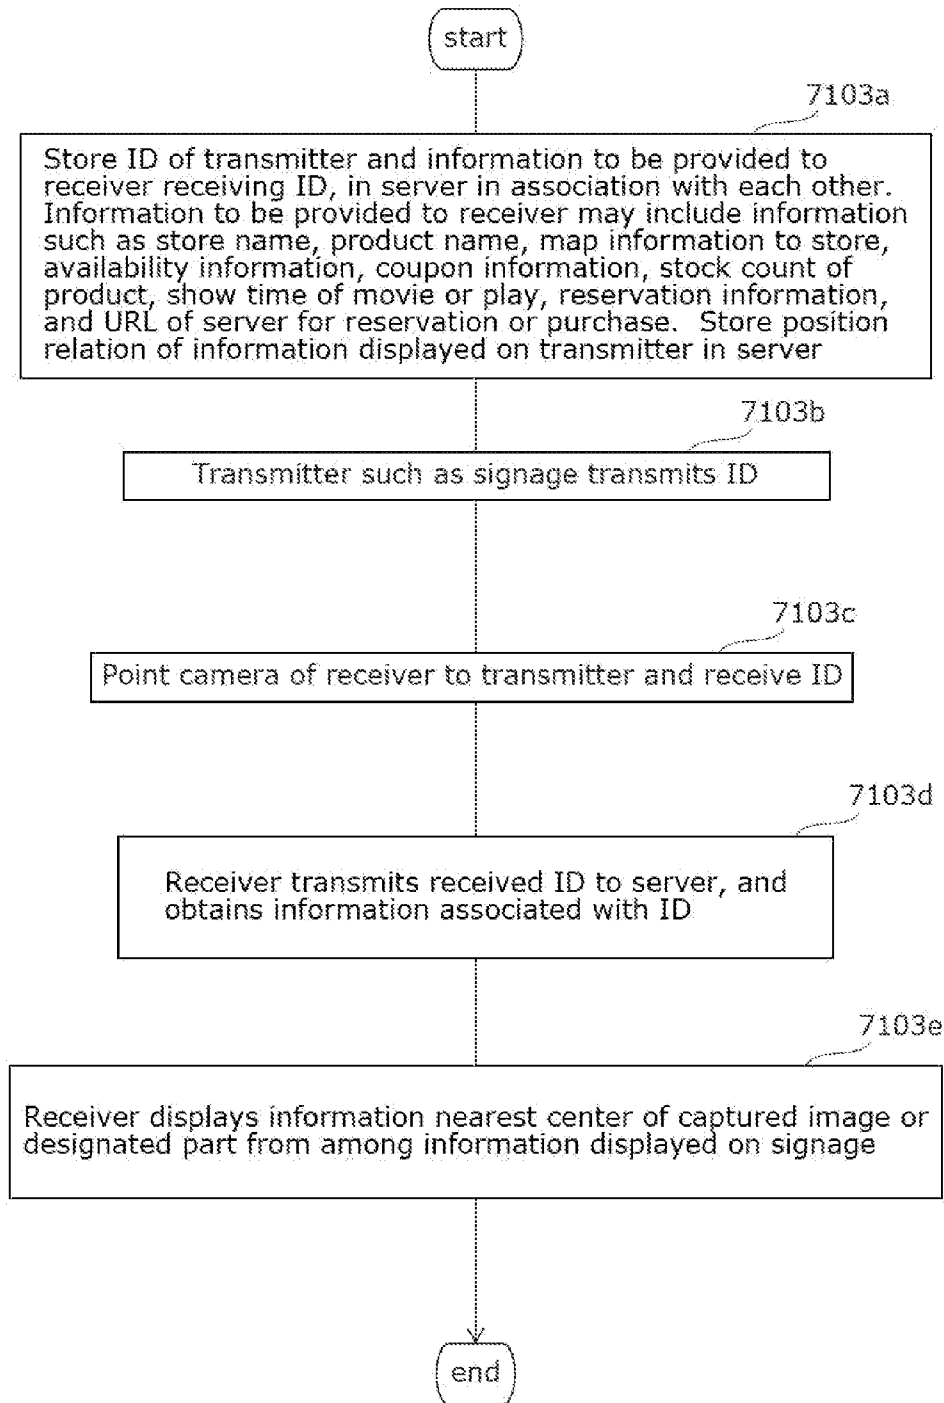 start
7103a
Store ID of transmitter and information to be provided to
receiver receiving ID, in server in association with each other.
Information to be provided to receiver may include information
such as store name, product name, map information to store,
availability information, coupon information, stock count of
product, show time of movie or play, reservation information,
and URL of server for reservation or purchase.  Store position
relation of information displayed on transmitter in server
7103b
Transmitter such as signage transmits ID
7103c
Point camera of receiver to transmitter and receive ID
7103d
Receiver transmits received ID to server, and
obtains information associated with ID
7103e
Receiver displays information nearest center of captured image or
designated part from among information displayed on signage
end